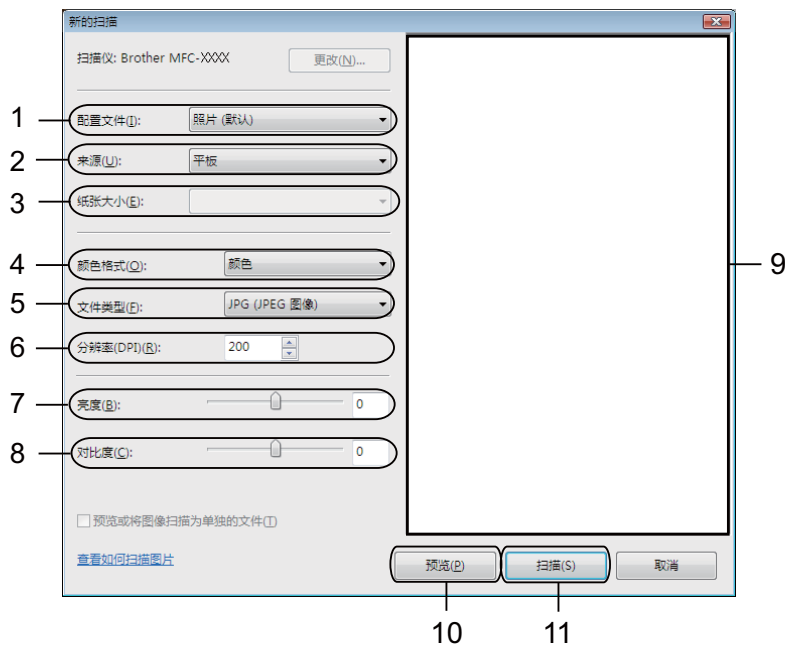 新的扫描
扫描仪: Brother MFC-XXXX
更改(N)...
1
配置文件(I):
照片 (默认)
2
来源(U):
平板
3
纸张大小(E):
4
颜色格式(O):
颜色
5
文件类型(F):
JPG (JPEG 图像)
6
分辨率(DPI)(R):
200
7
亮度(B):
0
8
对比度(C):
0
9
预览或将图像扫描为单独的文件(T)
查看如何扫描图片
预览(P)
扫描(S)
取消
10
11